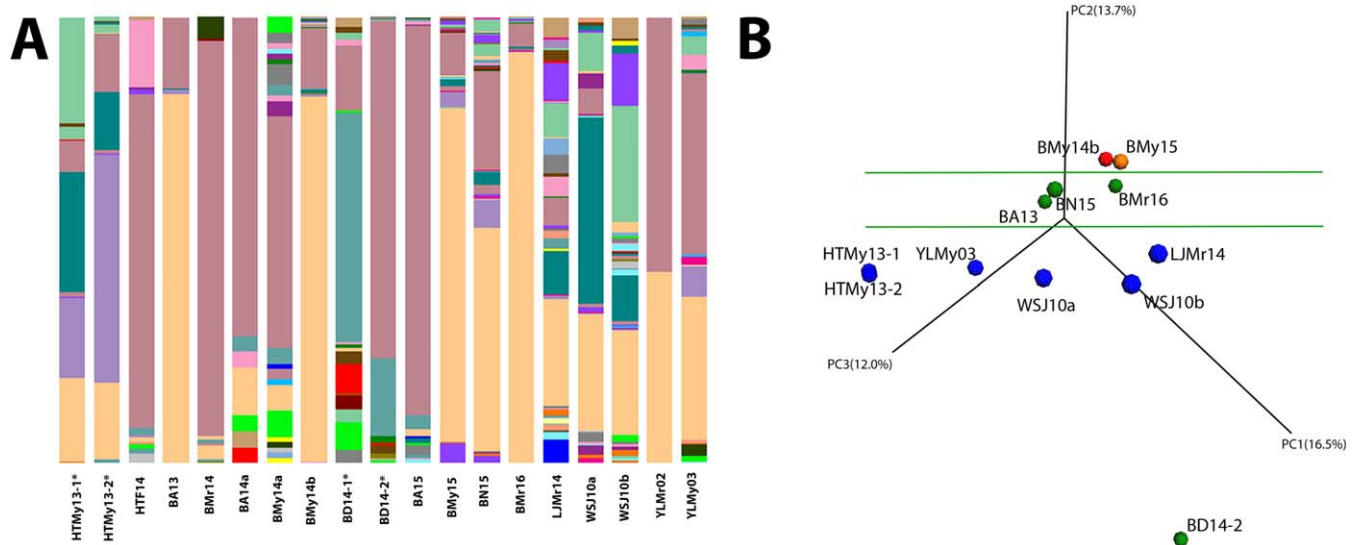 A
HTMy13-1*
HTMy13-2*
HTF14
BA13
BMr14
BA14a
BMy14a
BMy14b
BD14-1*
BD14-2*
BA15
BMy15
BN15
BMr16
LJMr14
WSJ10a
WSJ10b
YLMr02
YLMy03
B
PC2(13.7%)
BMy14b
BMy15
BA13
BN15
BMr16
HTMy13-1
HTMy13-2
YLMy03
WSJ10a
LJMr14
WSJ10b
PC3(12.0%)
PC1(16.5%)
BD14-2